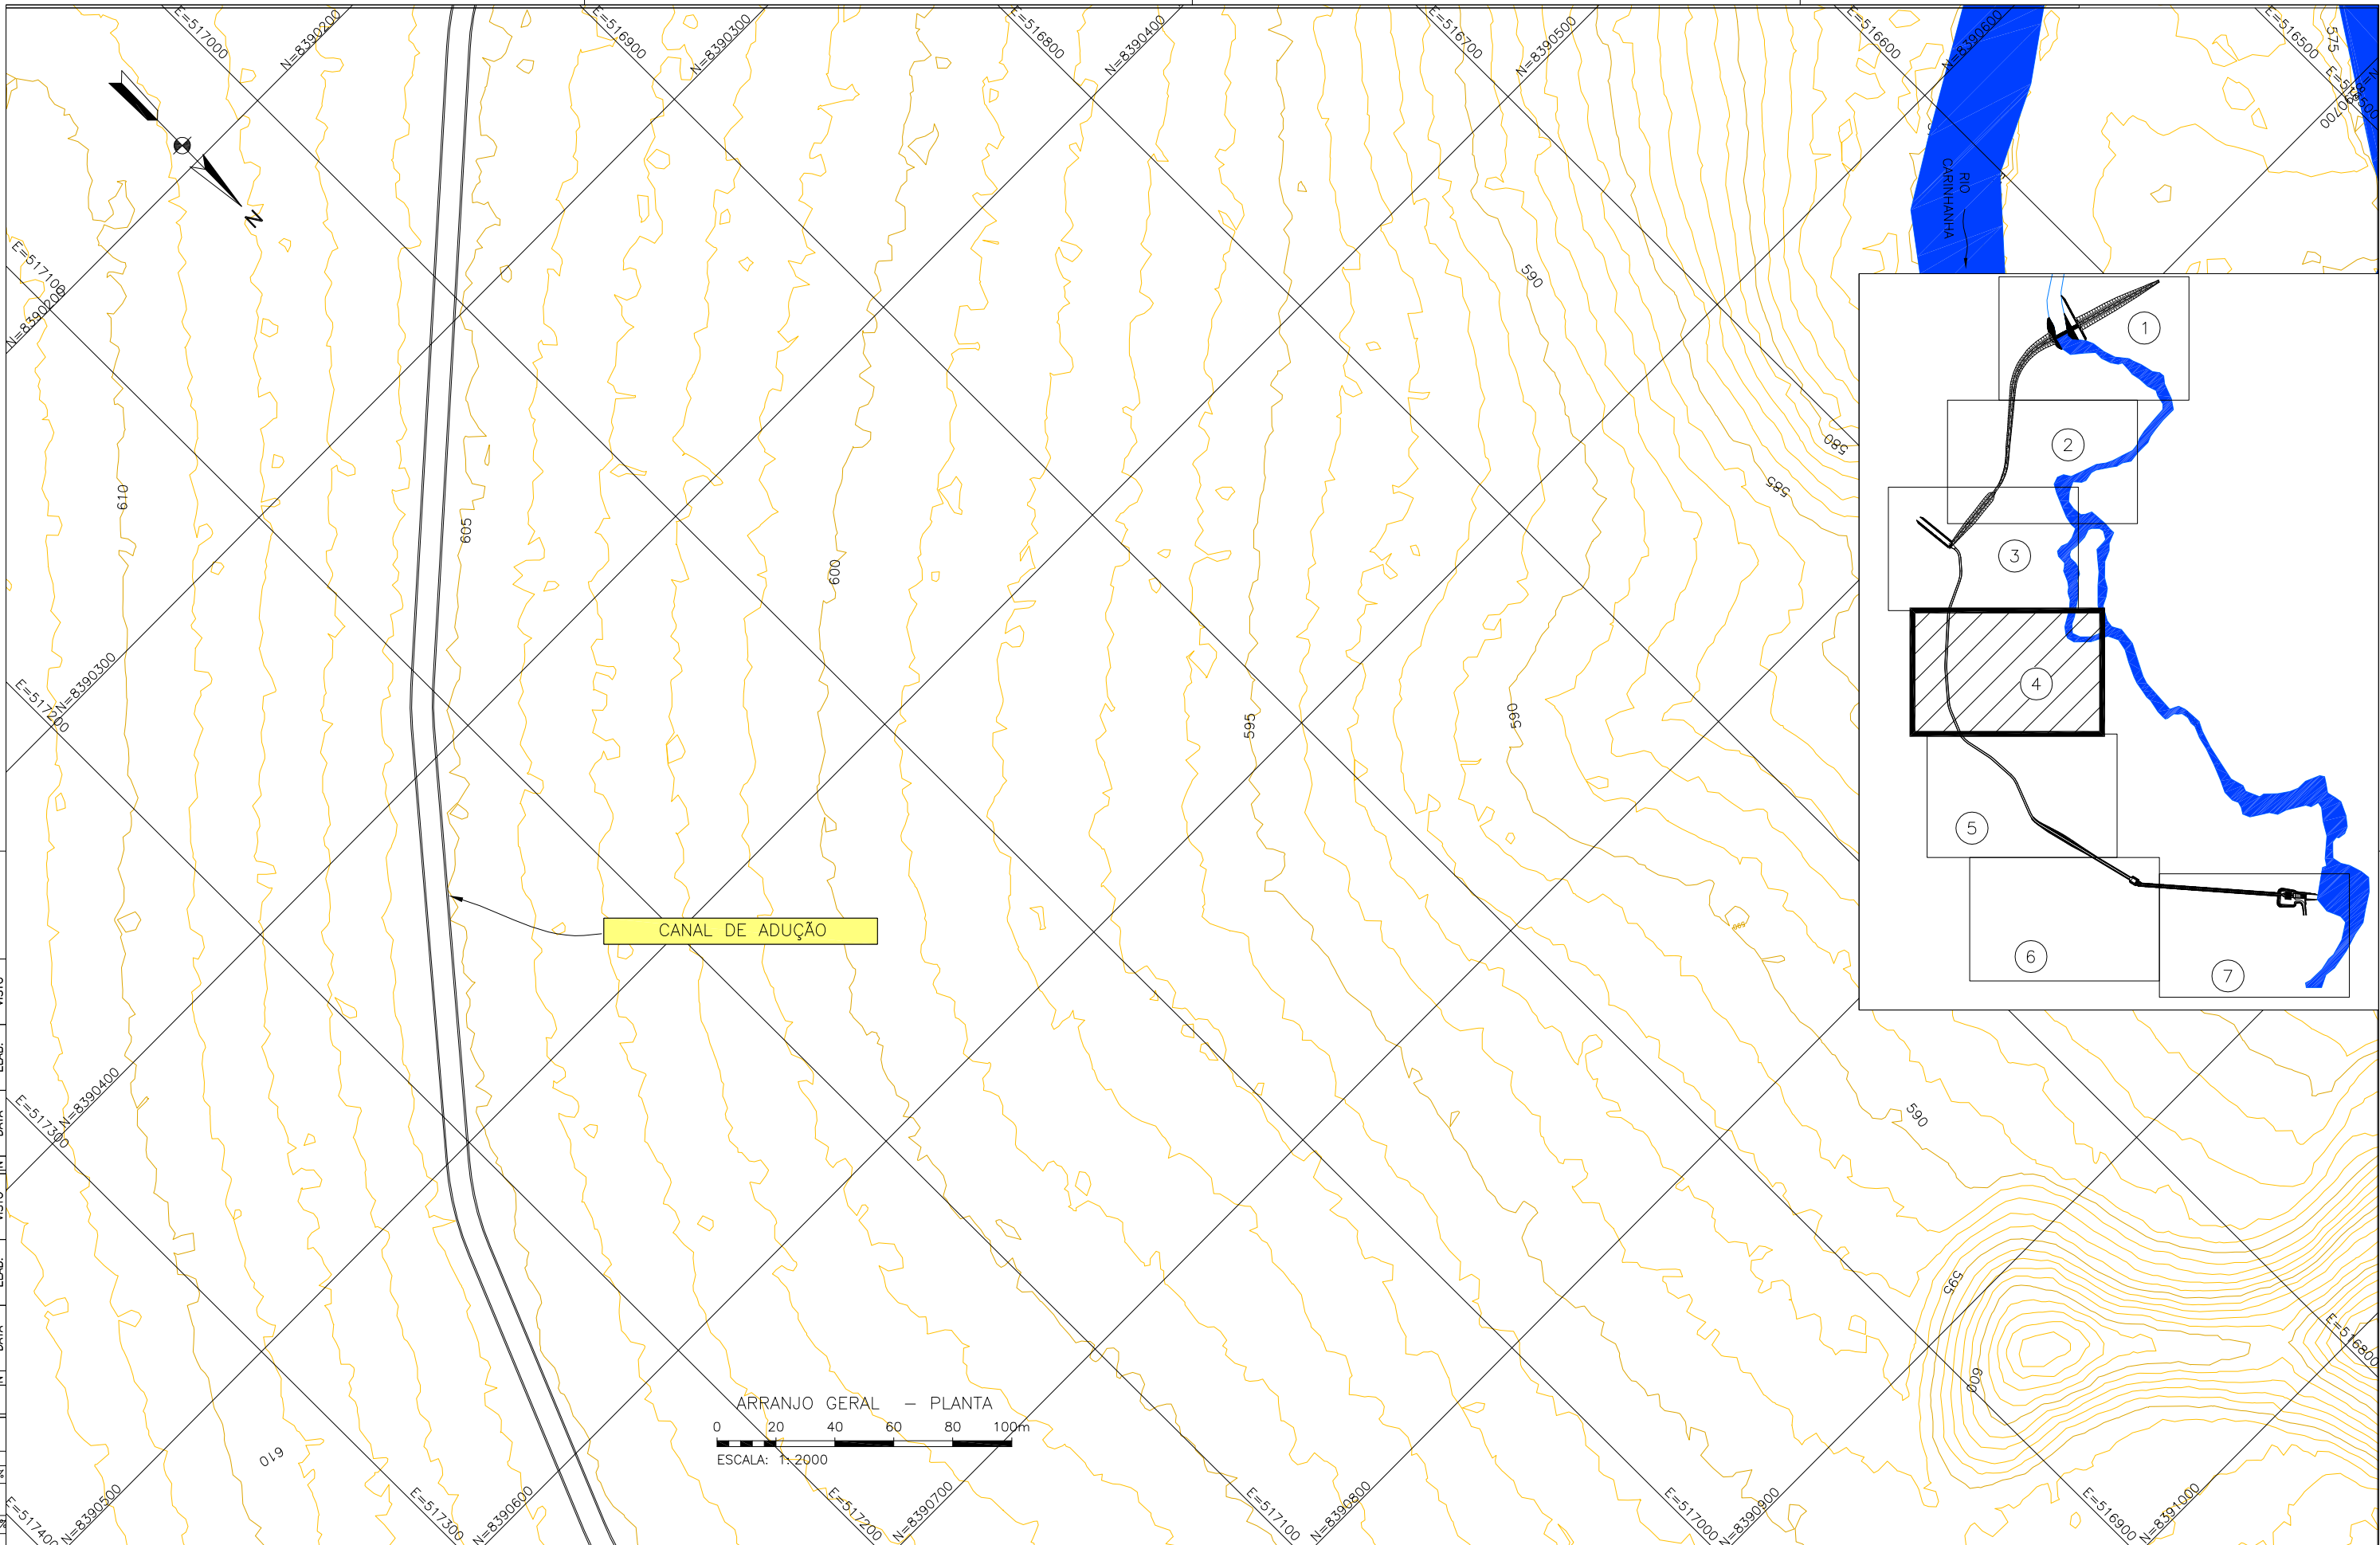 E=517000
N=8390200
E=516900
N=8390300
E=516800
N=8390400
E=516700
N=8390500
E=516600
N=8390600
E=516500
575
N
E=517100
N=8390200
RIO
CARINHANHA
590
580
585
610
605
600
595
590
E=517200
N=8390300
1
2
3
4
5
6
7
CANAL DE ADUÇÃO
590
E=517300
N=8390400
590
595
600
E=516800
610
ARRANJO GERAL – PLANTA
0 20 40 60 80 100m
ESCALA: 1:2000
E=517400
N=8390500
E=517300
N=8390600
E=517200
N=8390700
E=517100
N=8390800
E=517000
N=8390900
E=516900
N=8391000